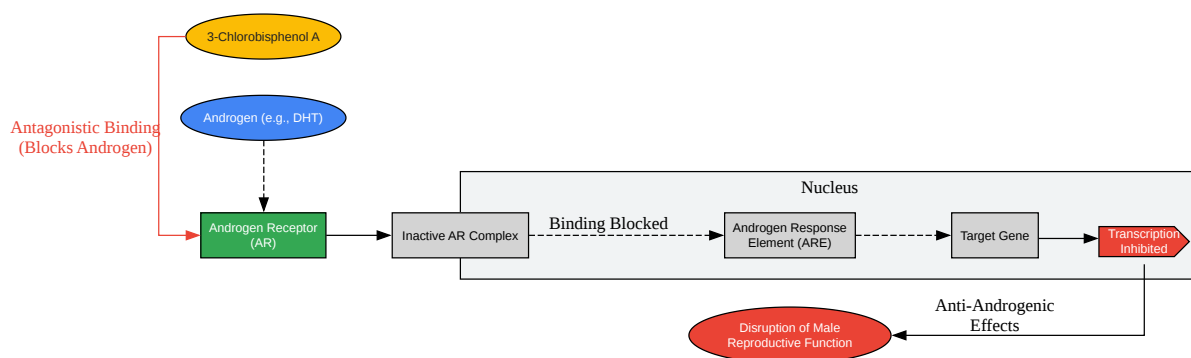 3-Chlorobisphenol A
Androgen (e.g., DHT)
Antagonistic Binding
(Blocks Androgen)
Nucleus
Androgen Receptor
(AR)
Inactive AR Complex
Binding Blocked
Androgen Response
Element (ARE)
Target Gene
Transcription
Inhibited
Anti-Androgenic
Effects
Disruption of Male
Reproductive Function